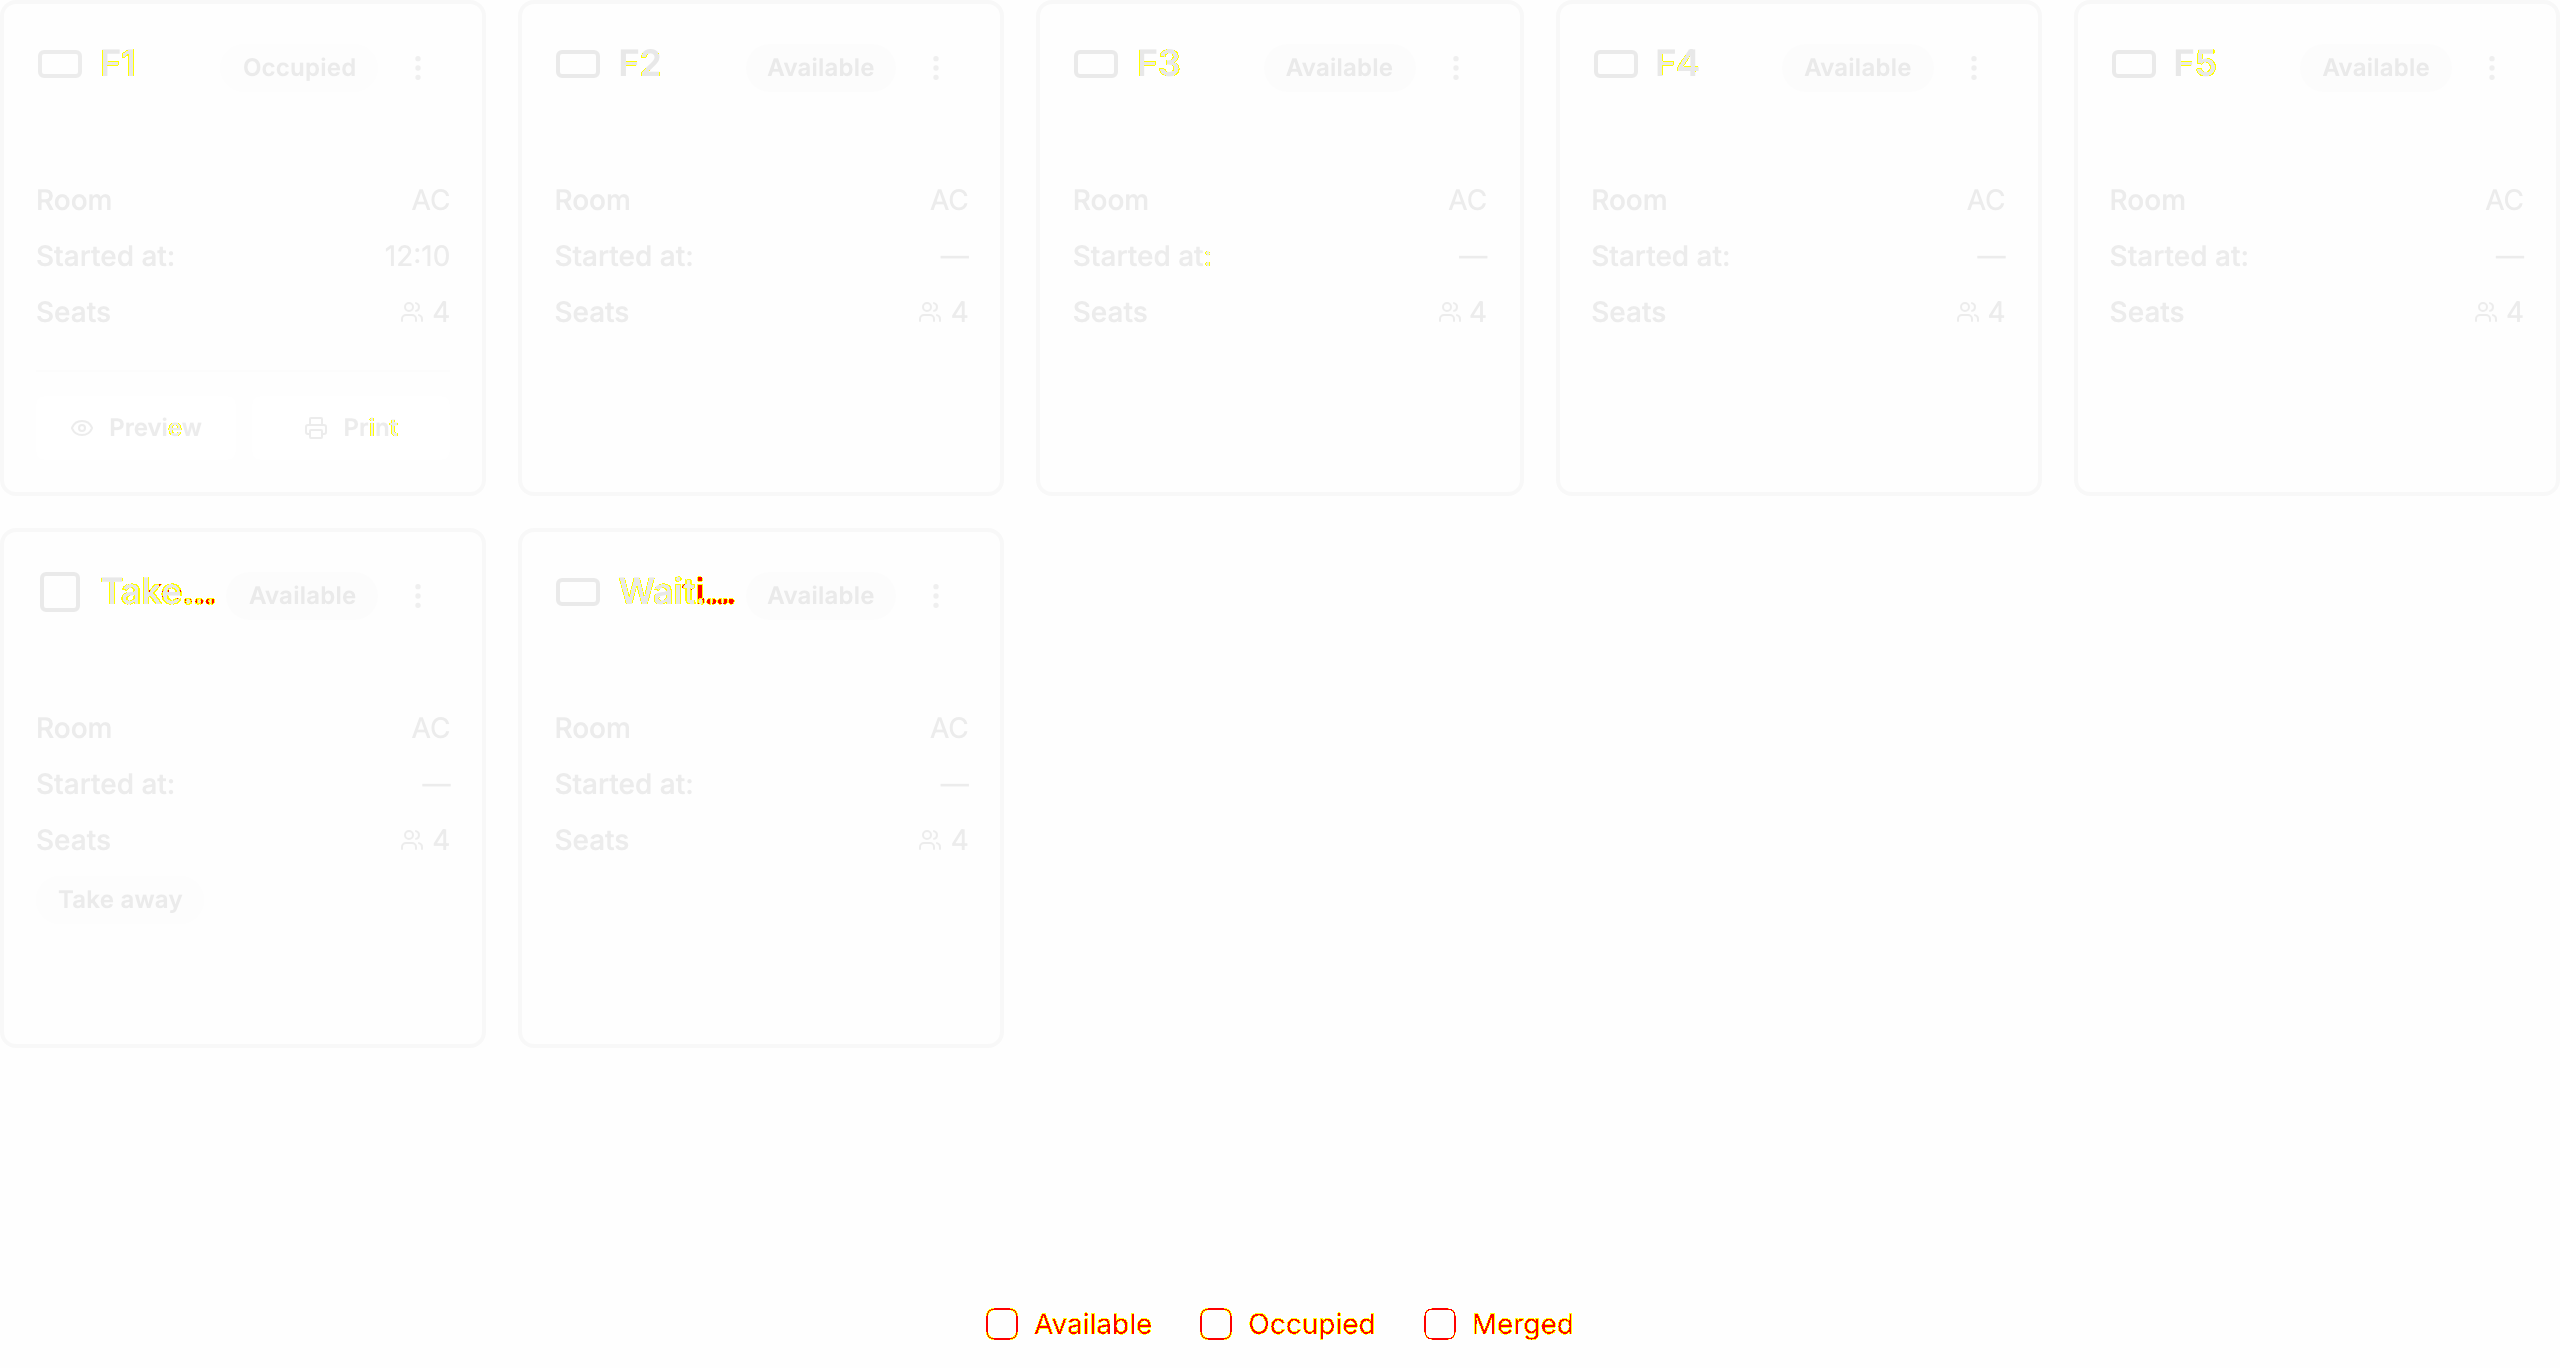 F1 Occupied
Room AC
Started at: 12:10
Seats 4
Preview Print
F2 Available
Room AC
Started at: —
Seats 4
F3 Available
Room AC
Started at: —
Seats 4
F4 Available
Room AC
Started at: —
Seats 4
F5 Available
Room AC
Started at: —
Seats 4
Take... Available
Room AC
Started at: —
Seats 4
Take away
Waiti... Available
Room AC
Started at: —
Seats 4
Available Occupied Merged